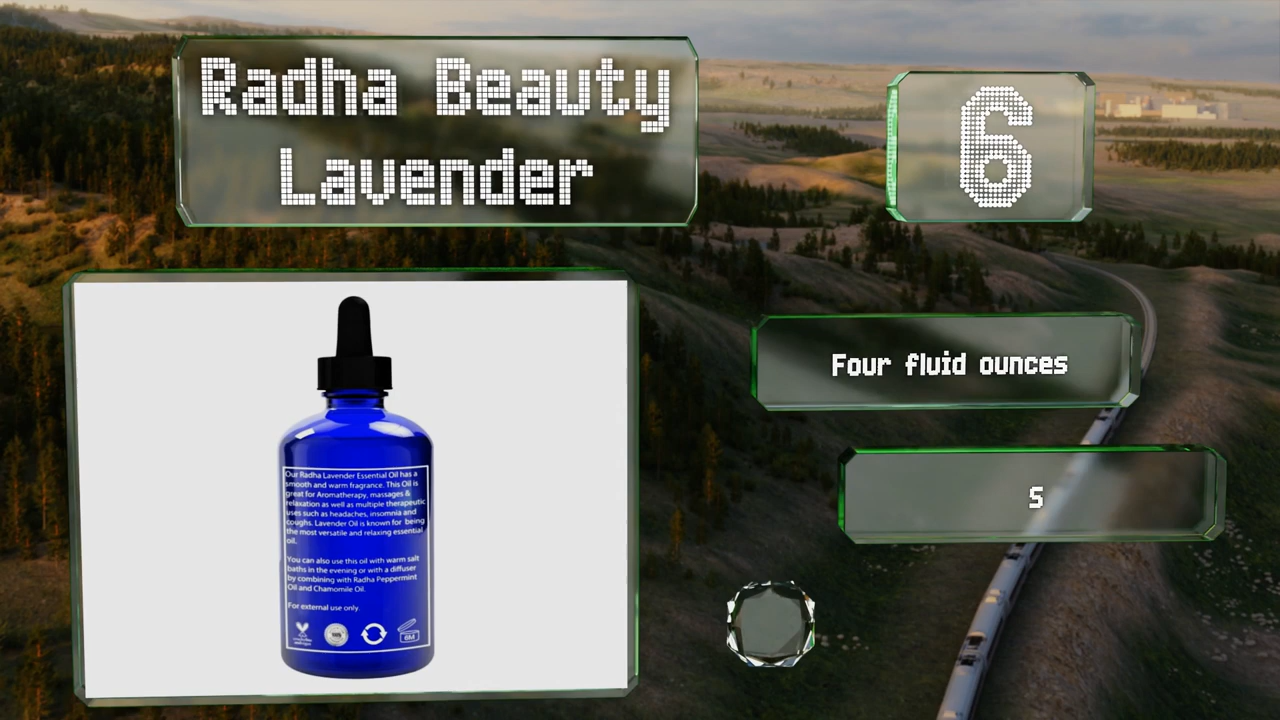 Radha Beauty
Lavender
6
Four fluid ounces
S
Our Radha Lavender Essential Oil has a
smooth and warm fragrance. This Oil is
great for Aromatherapy, massages &
relaxation as well as multiple therapeutic
uses such as headaches, insomnia and
coughs. Lavender Oil is known for being
the most versatile and relaxing essential
oil.
You can also use this oil with warm salt
baths in the evening or with a diffuser
by combining with Radha Peppermint
Oil and Chamomile Oil.
For external use only.
6M